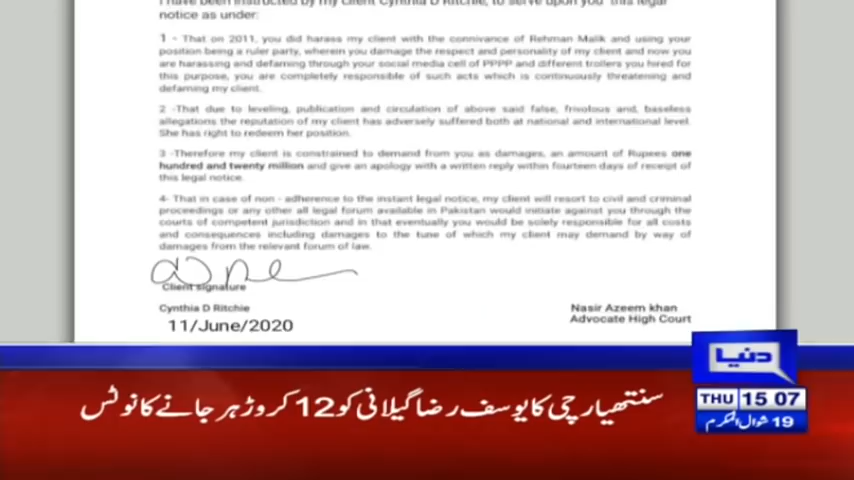 I have been instructed by my client Cynthia D Ritchie, to serve upon you this legal
notice as under:
1 - That on 2011, you did harass my client with the connivance of Rehman Malik and using your
position being a ruler party, wherein you damage the respect and personality of my client and now you
are harassing and defaming through your social media cell of PPPP and different trollers you hired for
this purpose, you are completely responsible of such acts which is continuously threatening and
defaming my client.
2 -That due to leveling, publication and circulation of above said false, frivolous and, baseless
allegations the reputation of my client has adversely suffered both at national and international level.
She has right to redeem her position.
3 -Therefore my client is constrained to demand from you as damages, an amount of Rupees one
hundred and twenty million and give an apology with a written reply within fourteen days of receipt of
this legal notice.
4- That in case of non - adherence to the instant legal notice, my client will resort to civil and criminal
proceedings or any other all legal forum available in Pakistan would initiate against you through the
courts of competent jurisdiction and in that eventually you would be solely responsible for all costs
and consequences including damages to the tune of which my client may demand by way of
damages from the relevant forum of law.
Client signature
Cynthia D Ritchie
11/June/2020
Nasir Azeem khan
Advocate High Court
دنیا
THU 15 07
19 شوال المکرم
سنتھیا رچی کا یوسف رضا گیلانی کو 12 کروڑ ہرجانے کا نوٹس